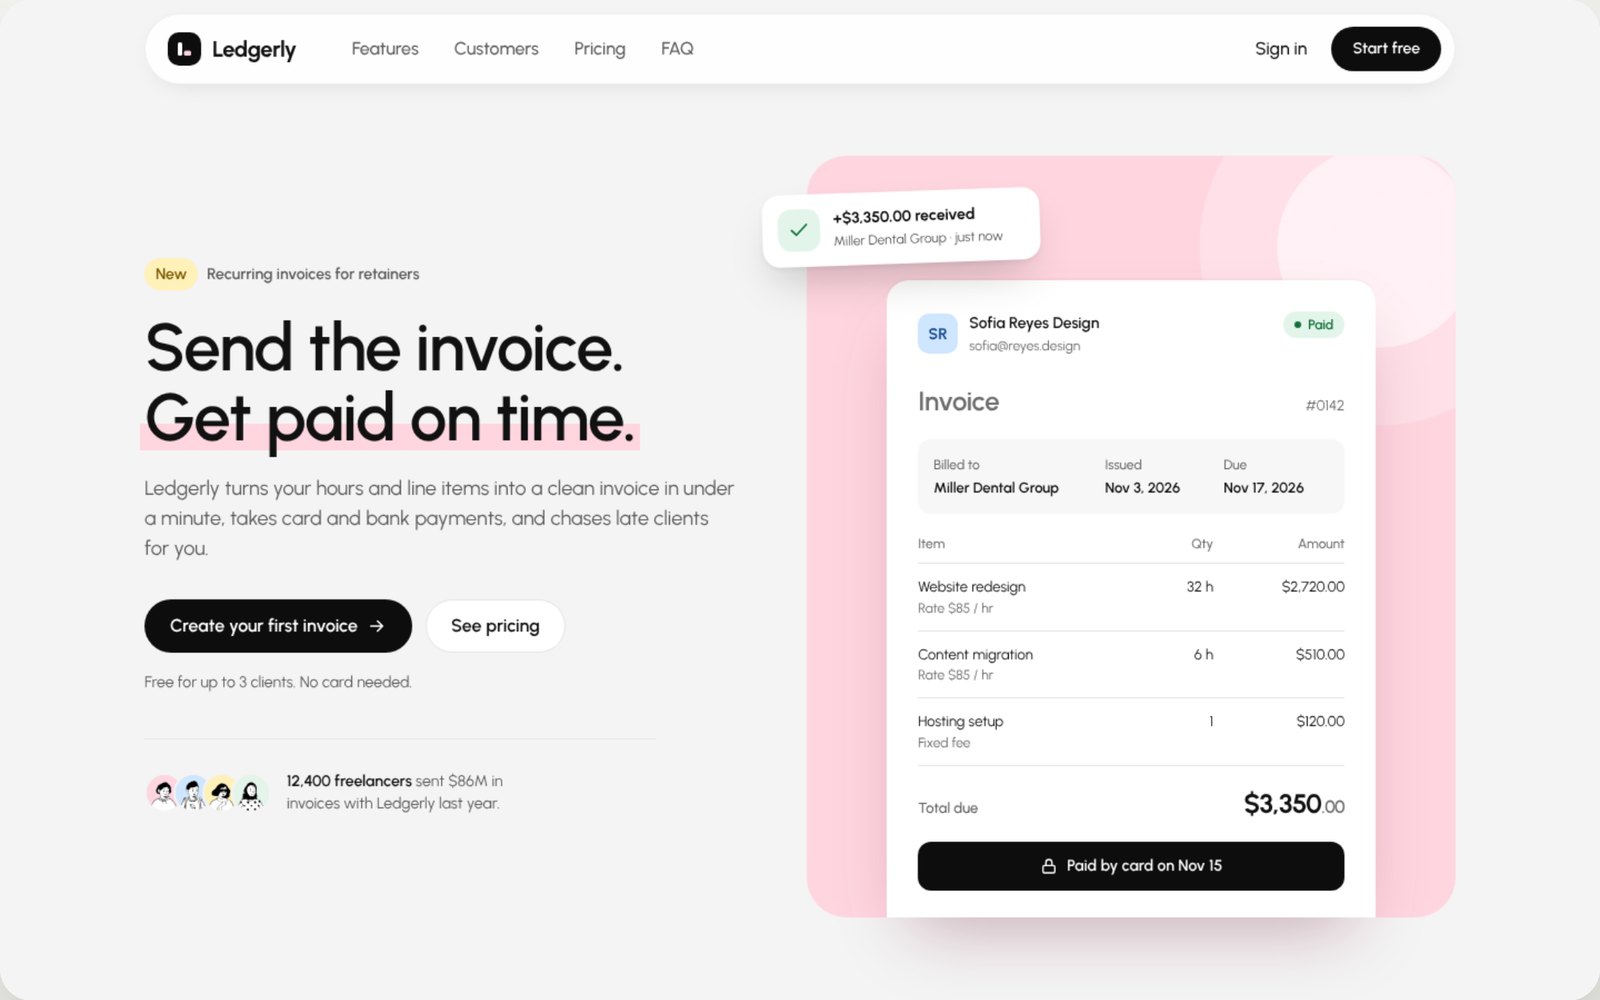 Ledgerly
Features
Customers
Pricing
FAQ
Sign in
Start free
New
Recurring invoices for retainers
Send the invoice.
Get paid on time.
Ledgerly turns your hours and line items into a clean invoice in under
a minute, takes card and bank payments, and chases late clients
for you.
Create your first invoice →
See pricing
Free for up to 3 clients. No card needed.
12,400 freelancers sent $86M in
invoices with Ledgerly last year.
+$3,350.00 received
Miller Dental Group · just now
SR
Sofia Reyes Design
sofia@reyes.design
Paid
Invoice
#0142
Billed to
Miller Dental Group
Issued
Nov 3, 2026
Due
Nov 17, 2026
Item Qty Amount
Website redesign 32 h $2,720.00
Rate $85 / hr
Content migration 6 h $510.00
Rate $85 / hr
Hosting setup 1 $120.00
Fixed fee
Total due $3,350.00
Paid by card on Nov 15